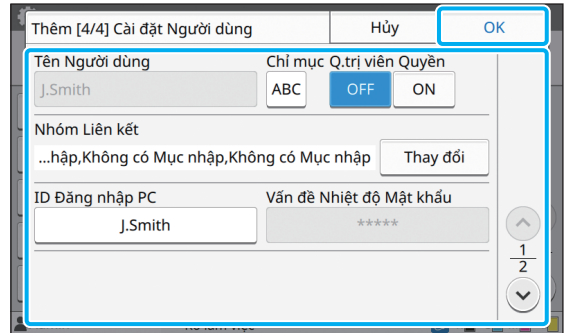 Thêm [4/4] Cài đặt Người dùng Hủy OK
Tên Người dùng Chỉ mục Q.trị viên Quyền
J.Smith ABC OFF ON
Nhóm Liên kết
...hập,Không có Mục nhập,Không có Mục nhập Thay đổi
ID Đăng nhập PC Vấn đề Nhiệt độ Mật khẩu
J.Smith *****
1
2